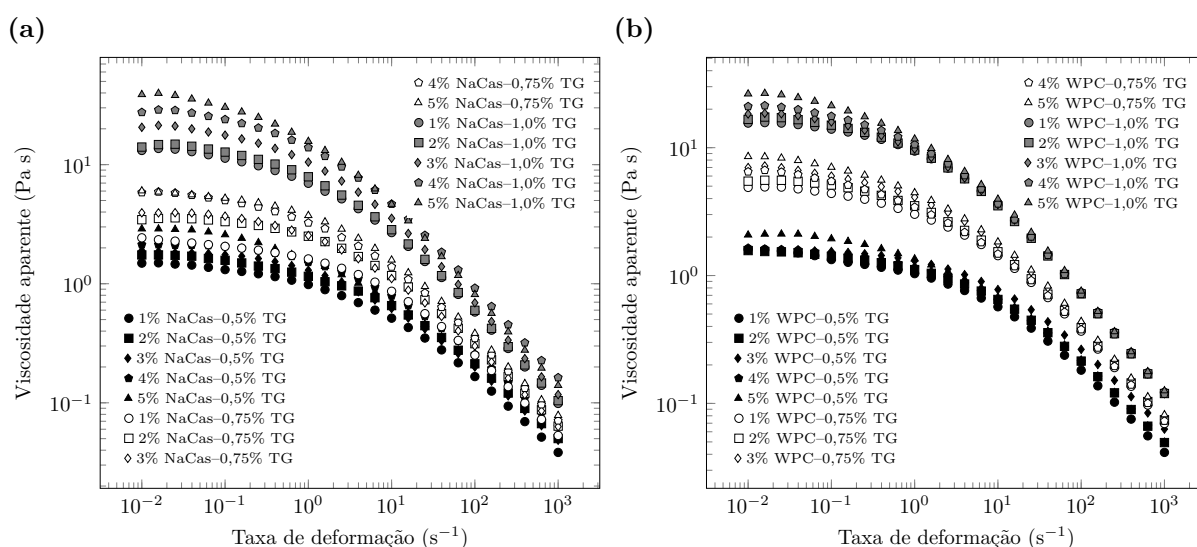 (a)
Viscosidade aparente (Pa s)
10^1
10^0
10^−1
4% NaCas–0,75% TG
5% NaCas–0,75% TG
1% NaCas–1,0% TG
2% NaCas–1,0% TG
3% NaCas–1,0% TG
4% NaCas–1,0% TG
5% NaCas–1,0% TG
1% NaCas–0,5% TG
2% NaCas–0,5% TG
3% NaCas–0,5% TG
4% NaCas–0,5% TG
5% NaCas–0,5% TG
1% NaCas–0,75% TG
2% NaCas–0,75% TG
3% NaCas–0,75% TG
10^−2 10^−1 10^0 10^1 10^2 10^3
Taxa de deformação (s^−1)
(b)
Viscosidade aparente (Pa s)
10^1
10^0
10^−1
4% WPC–0,75% TG
5% WPC–0,75% TG
1% WPC–1,0% TG
2% WPC–1,0% TG
3% WPC–1,0% TG
4% WPC–1,0% TG
5% WPC–1,0% TG
1% WPC–0,5% TG
2% WPC–0,5% TG
3% WPC–0,5% TG
4% WPC–0,5% TG
5% WPC–0,5% TG
1% WPC–0,75% TG
2% WPC–0,75% TG
3% WPC–0,75% TG
10^−2 10^−1 10^0 10^1 10^2 10^3
Taxa de deformação (s^−1)